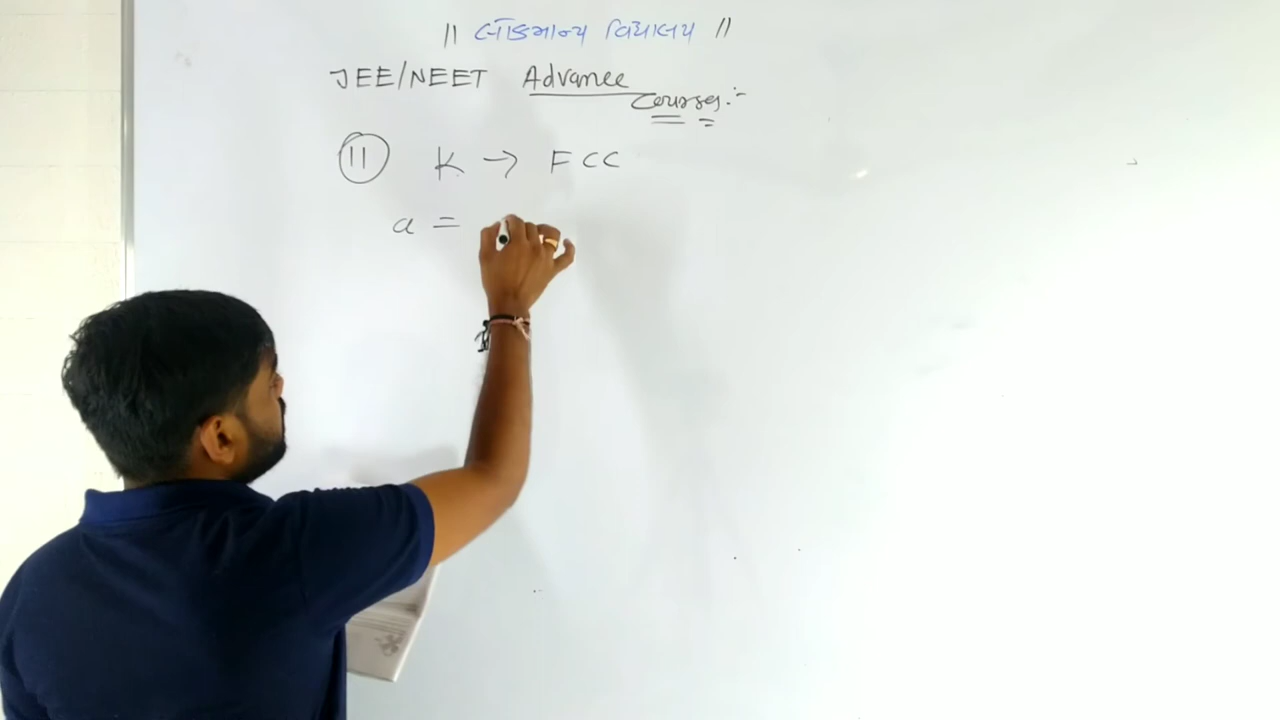 || લોકમાન્ય વિદ્યાલય ||
JEE/NEET Advance
Courses:-
11 K → FCC
a =